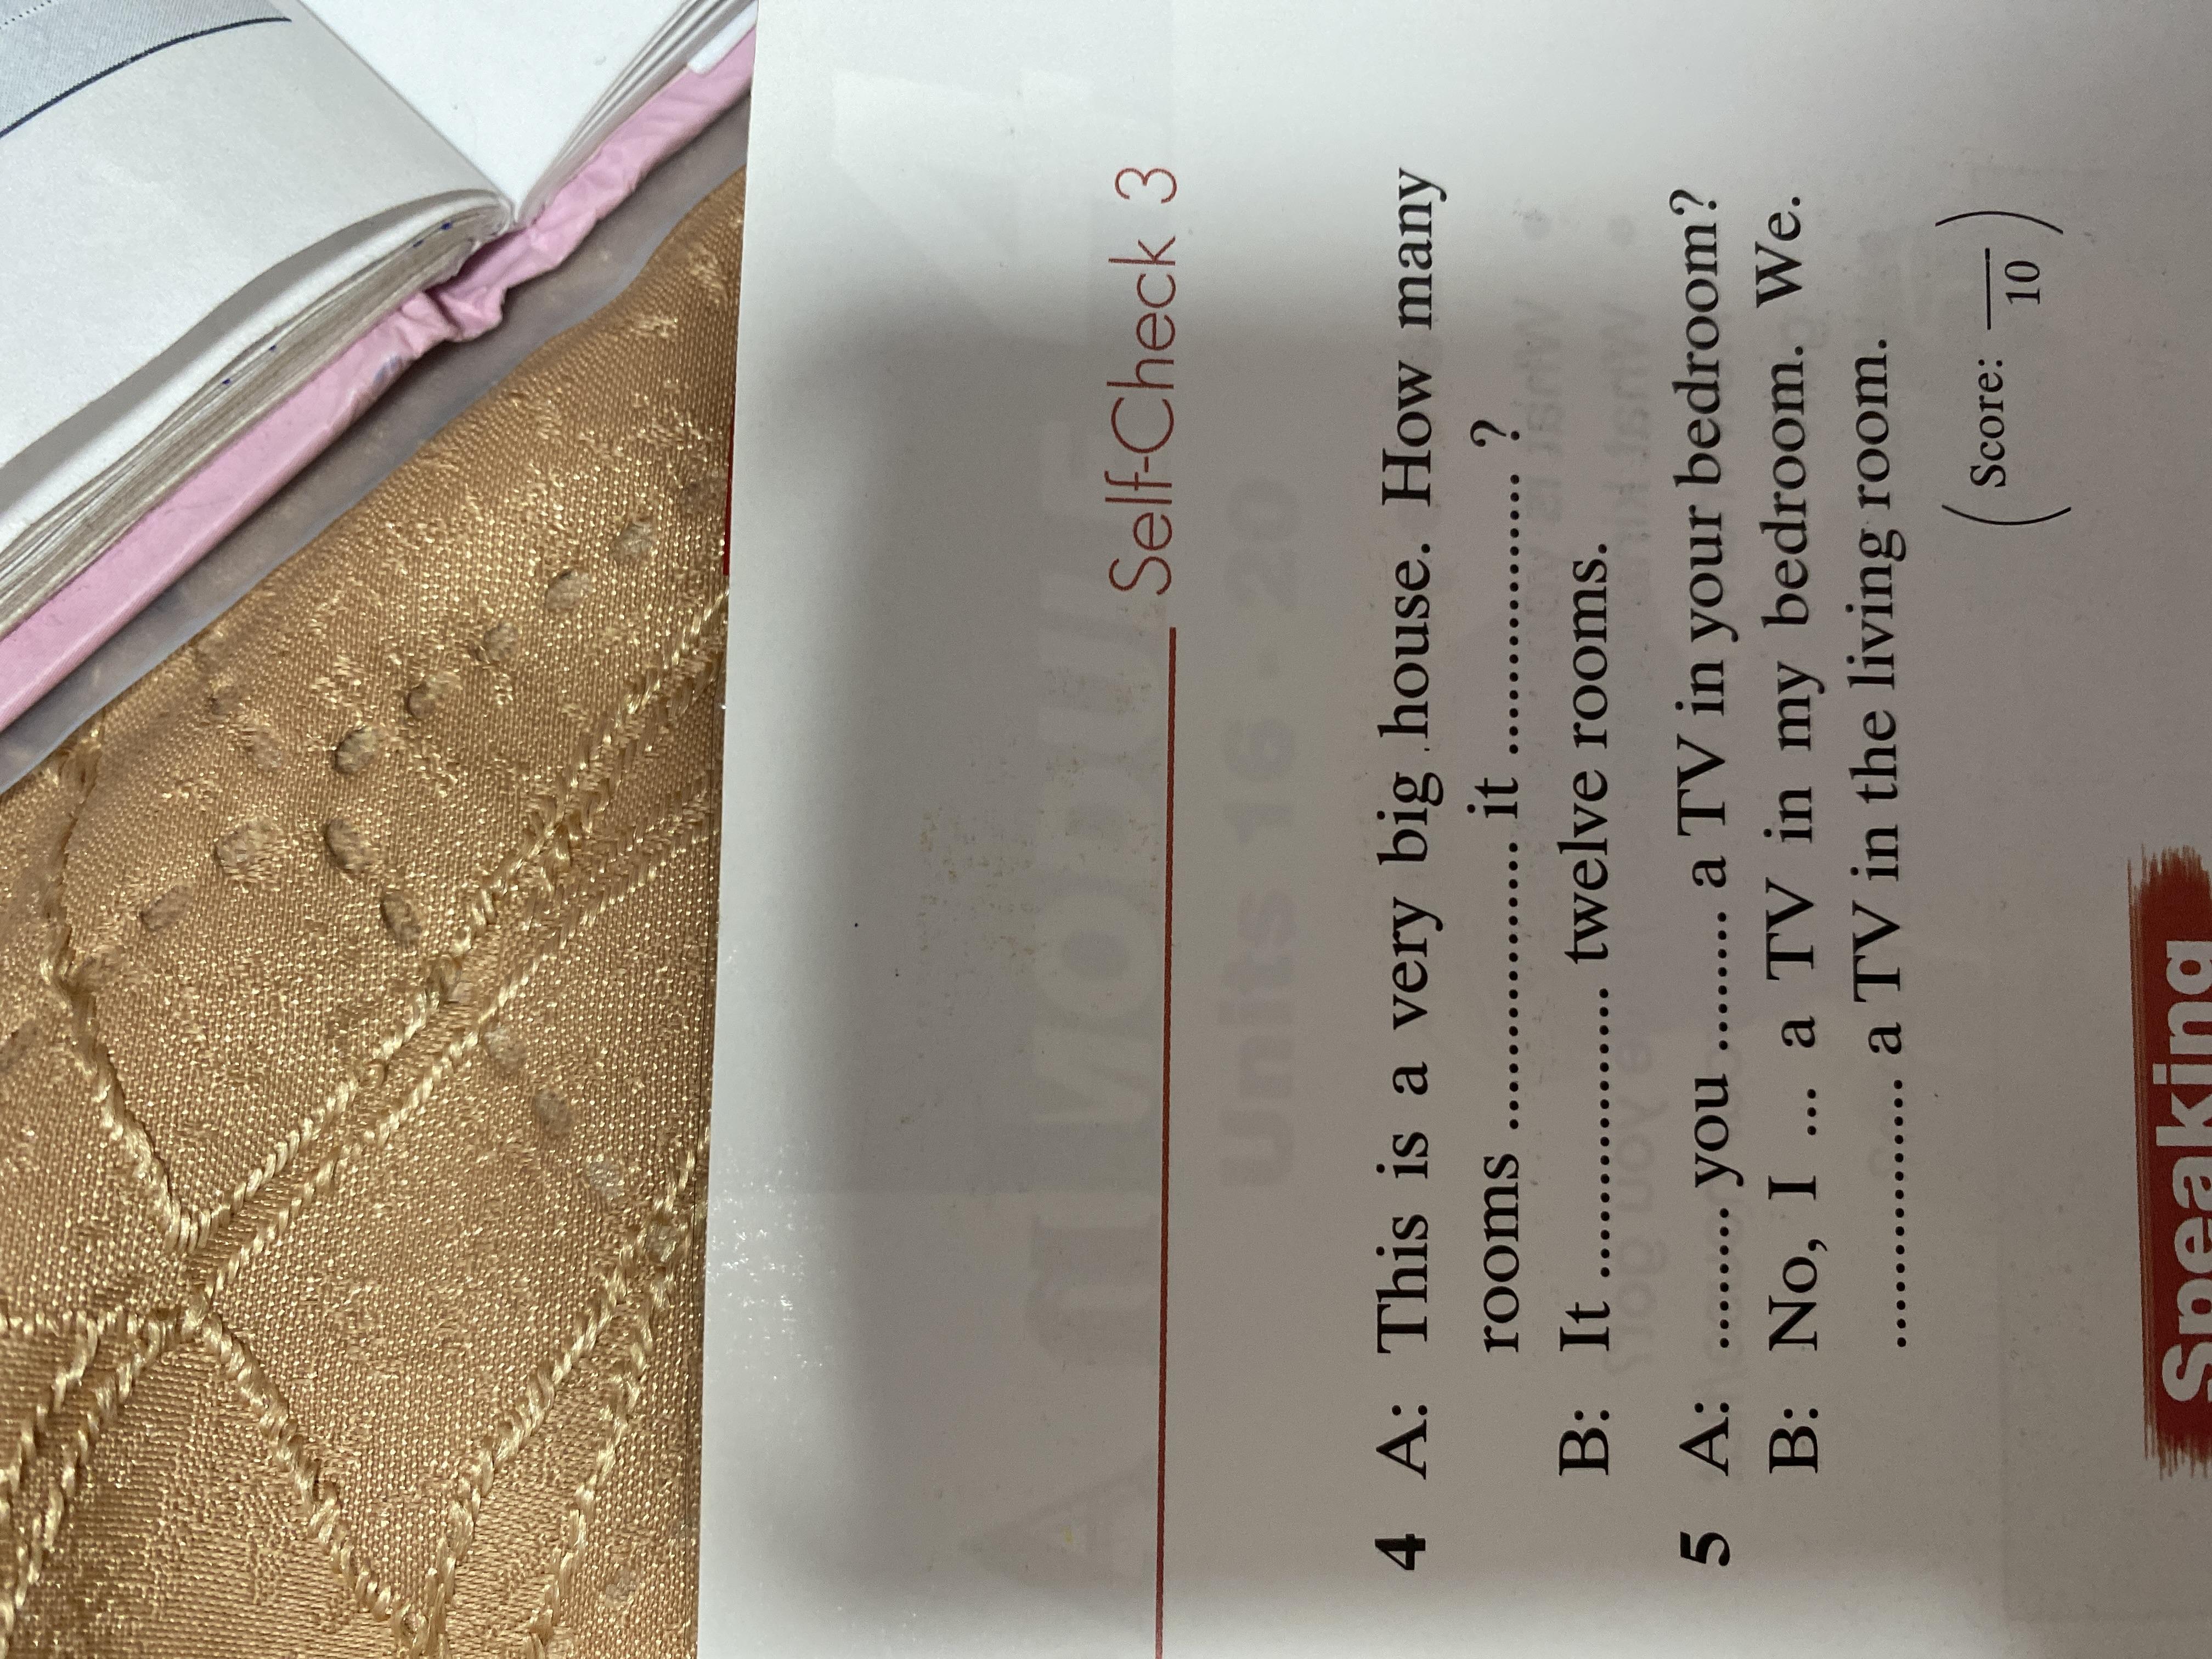 Self-Check 3
4 A: This is a very big house. How many
rooms .................... it .................... ?
B: It .................... twelve rooms.
5 A: ......... you ......... a TV in your bedroom?
B: No, I ... a TV in my bedroom. We.
.................. a TV in the living room.
(Score: __
10)
Speaking